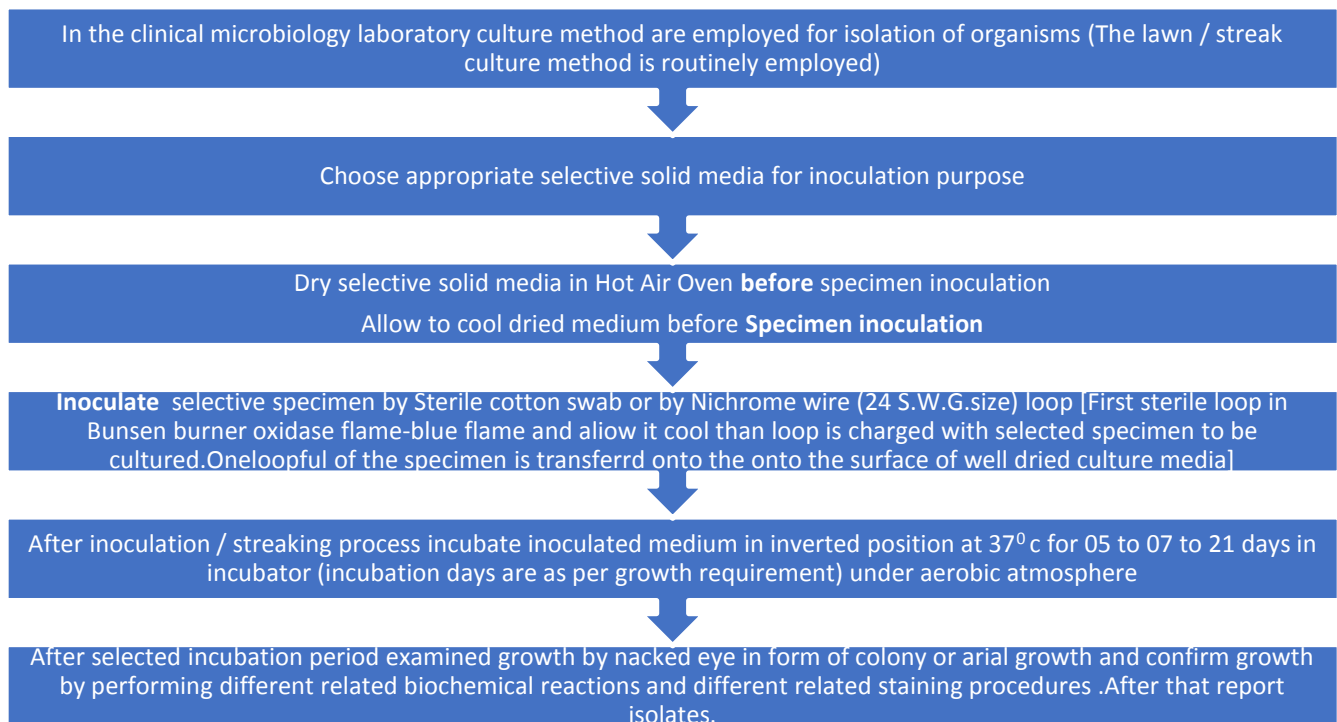 In the clinical microbiology laboratory culture method are employed for isolation of organisms (The lawn / streak
culture method is routinely employed)
Choose appropriate selective solid media for inoculation purpose
Dry selective solid media in Hot Air Oven before specimen inoculation
Allow to cool dried medium before Specimen inoculation
Inoculate selective specimen by Sterile cotton swab or by Nichrome wire (24 S.W.G.size) loop [First sterile loop in
Bunsen burner oxidase flame-blue flame and aliow it cool than loop is charged with selected specimen to be
cultured.Oneloopful of the specimen is transferrd onto the onto the surface of well dried culture media]
After inoculation / streaking process incubate inoculated medium in inverted position at 37⁰ c for 05 to 07 to 21 days in
incubator (incubation days are as per growth requirement) under aerobic atmosphere
After selected incubation period examined growth by nacked eye in form of colony or arial growth and confirm growth
by performing different related biochemical reactions and different related staining procedures .After that report
isolates.